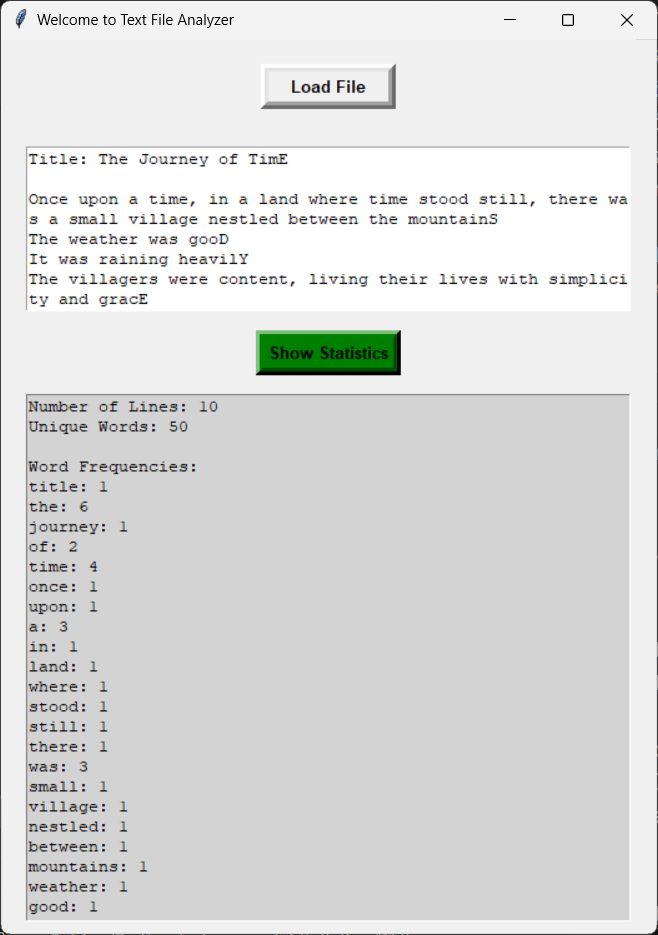 Welcome to Text File Analyzer
Load File
Title: The Journey of TimE
Once upon a time, in a land where time stood still, there wa
s a small village nestled between the mountainS
The weather was gooD
It was raining heavilY
The villagers were content, living their lives with simplici
ty and gracE
Show Statistics
Number of Lines: 10
Unique Words: 50
Word Frequencies:
title: 1
the: 6
journey: 1
of: 2
time: 4
once: 1
upon: 1
a: 3
in: 1
land: 1
where: 1
stood: 1
still: 1
there: 1
was: 3
small: 1
village: 1
nestled: 1
between: 1
mountains: 1
weather: 1
good: 1